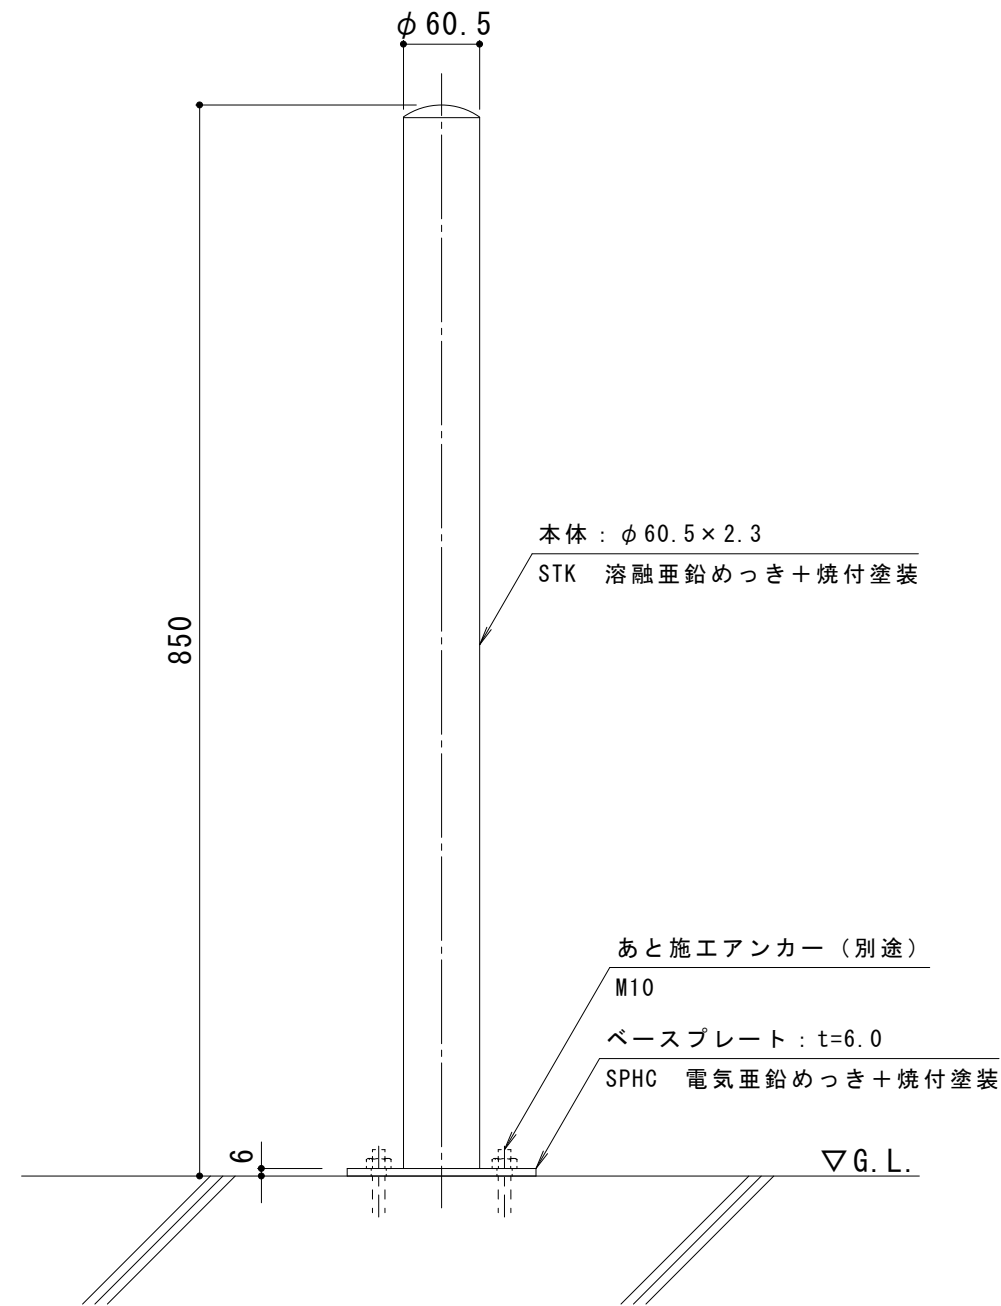 φ60.5
850
本体：φ60.5×2.3
STK　溶融亜鉛めっき＋焼付塗装
あと施工アンカー（別途）
M10
ベースプレート：t=6.0
SPHC　電気亜鉛めっき＋焼付塗装
6
▽G.L.